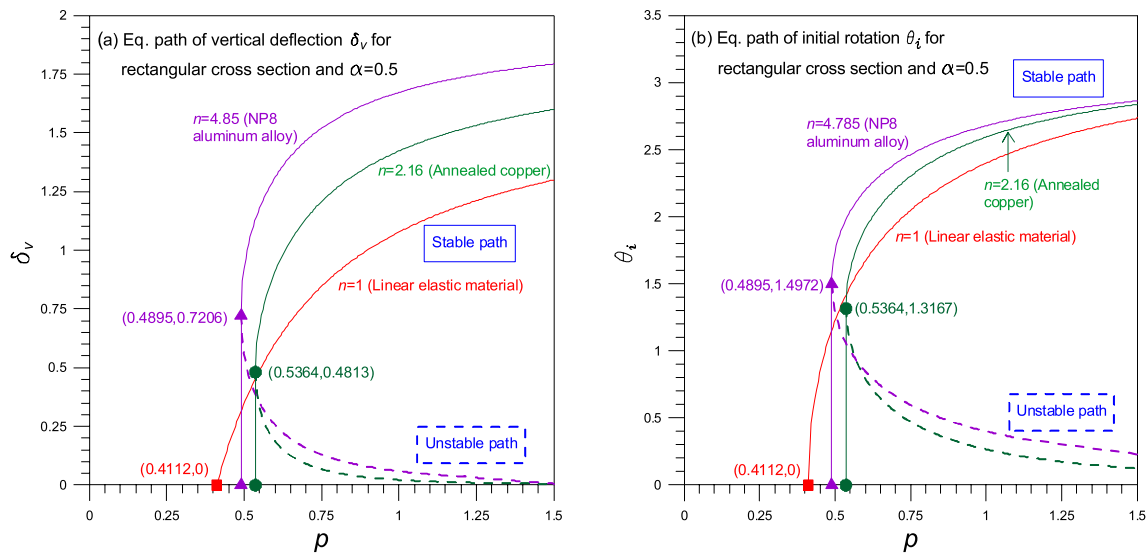 (a) Eq. path of vertical deflection δᵥ for
rectangular cross section and α=0.5
n=4.85 (NP8
aluminum alloy)
n=2.16 (Annealed copper)
Stable path
n=1 (Linear elastic material)
(0.4895,0.7206)
(0.5364,0.4813)
Unstable path
(0.4112,0)
2
1.75
1.5
1.25
1
0.75
0.5
0.25
0
δᵥ
0
0.25
0.5
0.75
1
1.25
1.5
p
(b) Eq. path of initial rotation θᵢ for
rectangular cross section and α=0.5
Stable path
n=4.785 (NP8
aluminum alloy)
n=2.16 (Annealed
copper)
n=1 (Linear elastic material)
(0.4895,1.4972)
(0.5364,1.3167)
Unstable path
(0.4112,0)
3.5
3
2.5
2
1.5
1
0.5
0
θᵢ
0
0.25
0.5
0.75
1
1.25
1.5
p